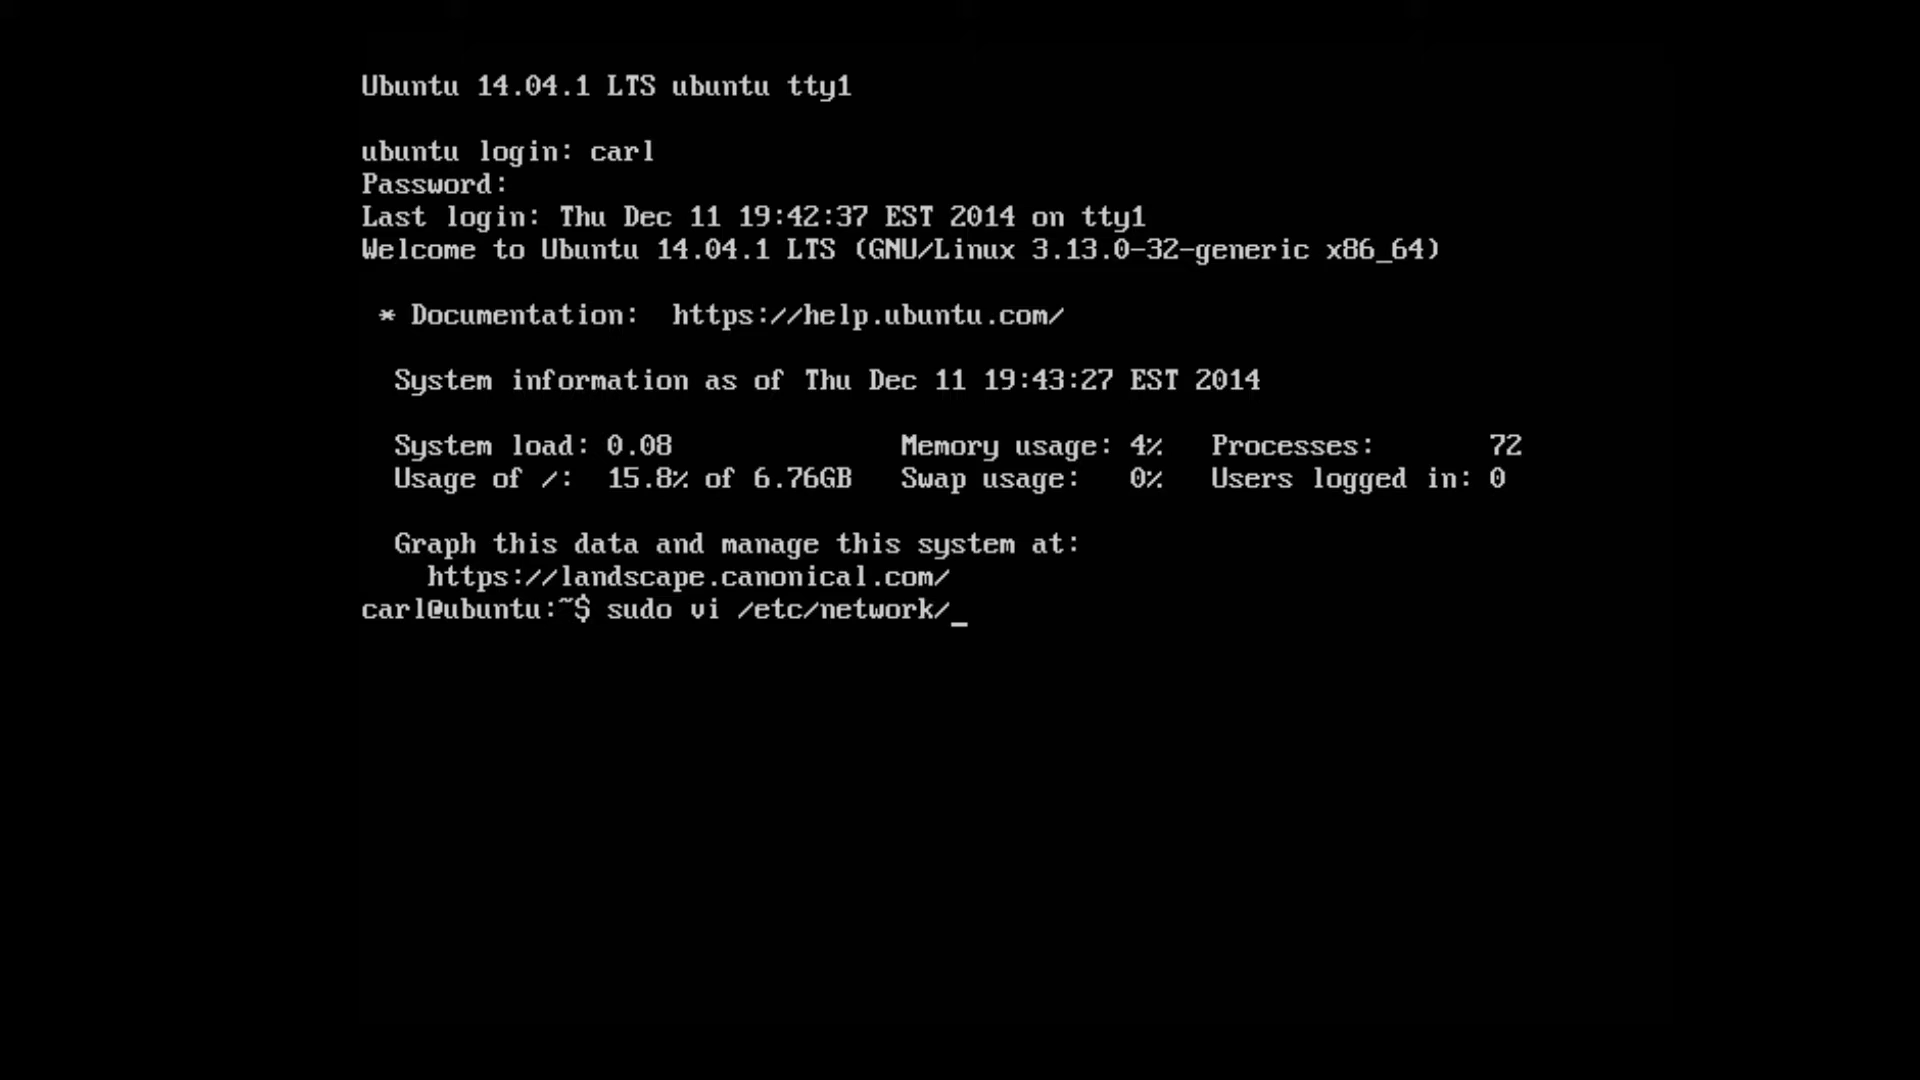 Ubuntu 14.04.1 LTS ubuntu tty1
ubuntu login: carl
Password:
Last login: Thu Dec 11 19:42:37 EST 2014 on tty1
Welcome to Ubuntu 14.04.1 LTS (GNU/Linux 3.13.0-32-generic x86_64)
* Documentation:  https://help.ubuntu.com/
System information as of Thu Dec 11 19:43:27 EST 2014
System load: 0.08              Memory usage: 4%   Processes:       72
Usage of /:  15.8% of 6.76GB   Swap usage:   0%   Users logged in: 0
Graph this data and manage this system at:
https://landscape.canonical.com/
carl@ubuntu:~$ sudo vi /etc/network/_